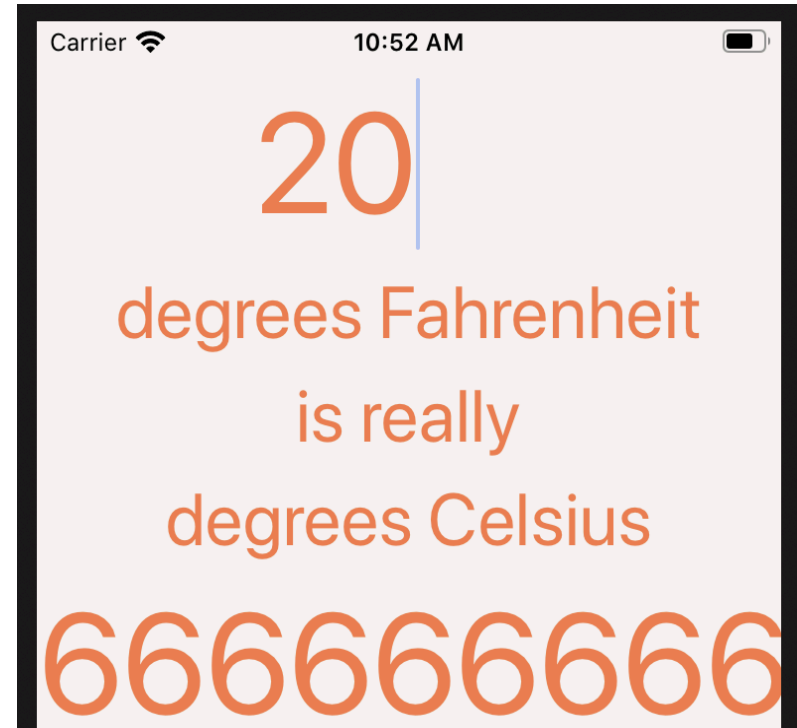 Carrier 10:52 AM
20
degrees Fahrenheit
is really
degrees Celsius
666666666